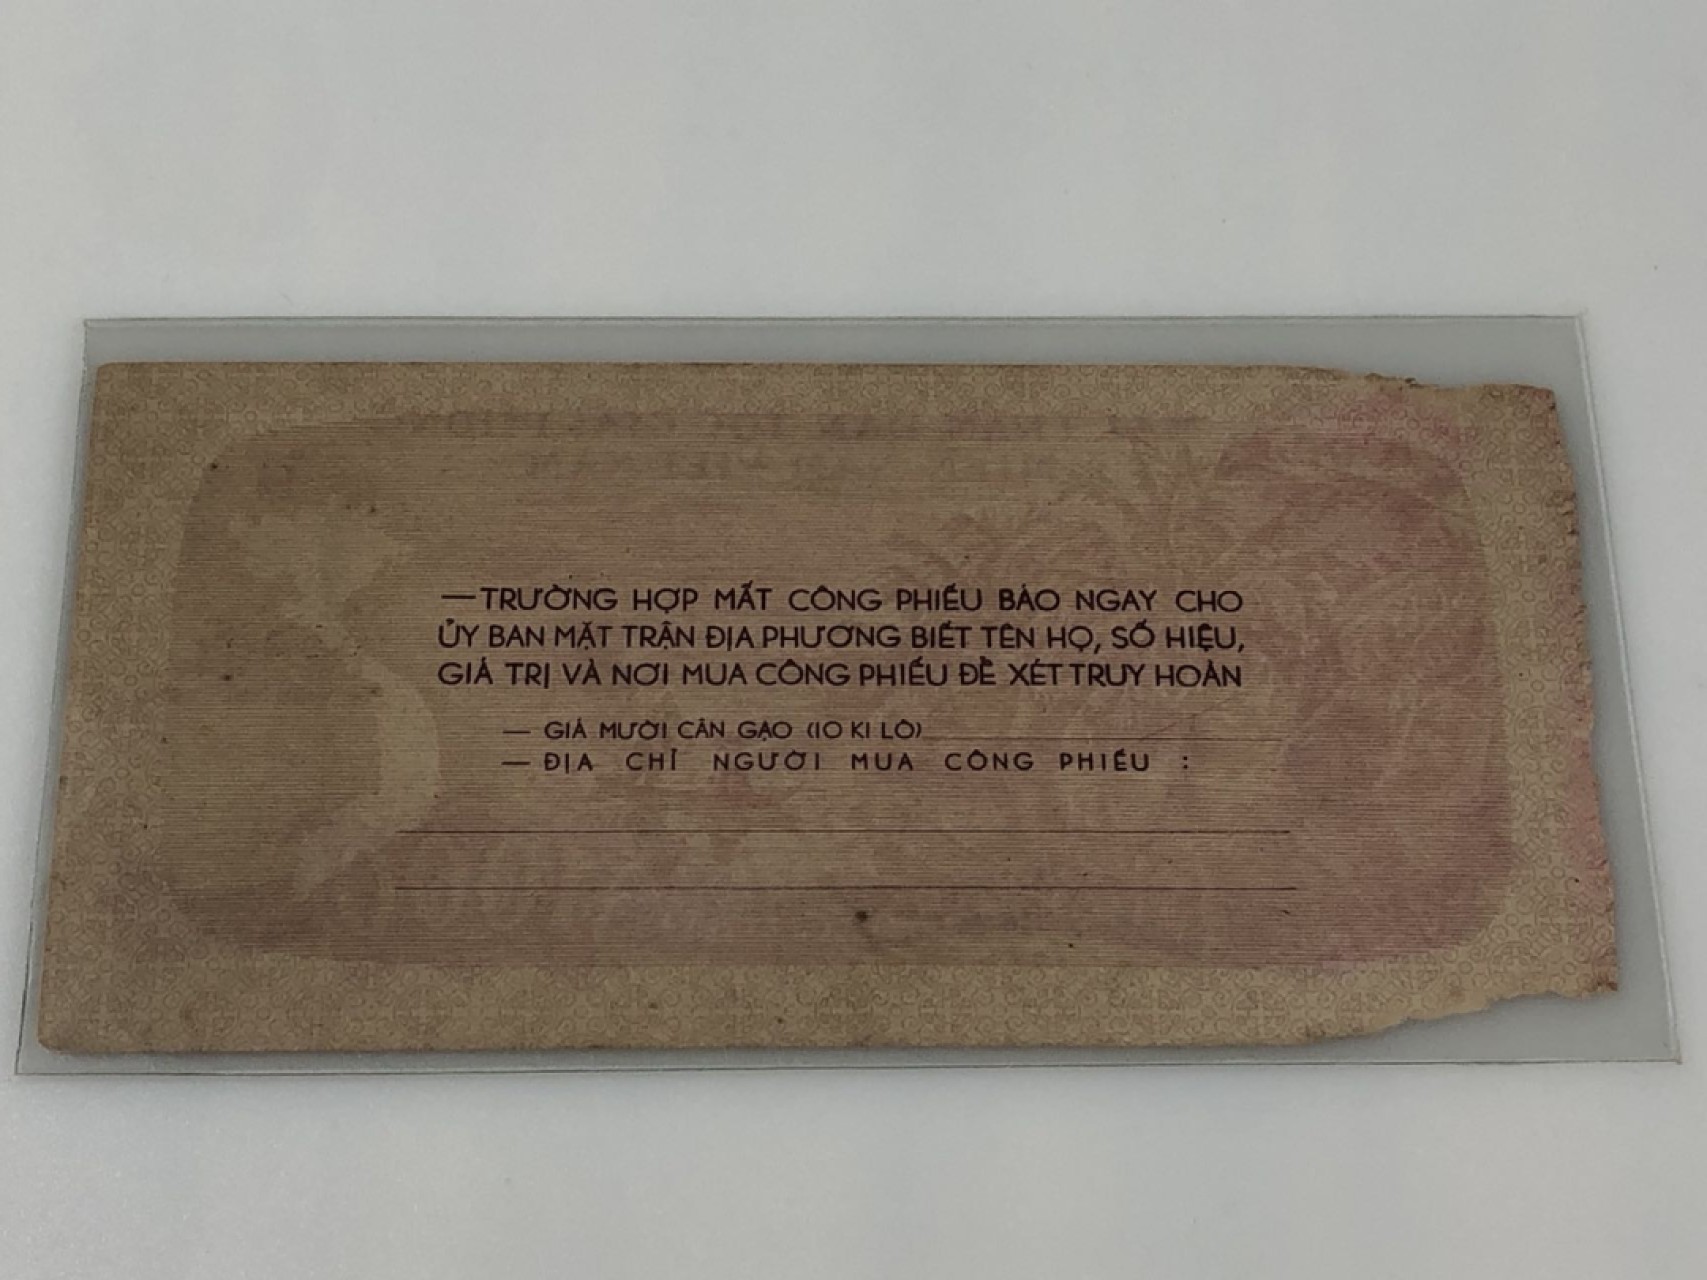 —TRƯỜNG HỢP MẤT CÔNG PHIẾU BÁO NGAY CHO
ỦY BAN MẶT TRẬN ĐỊA PHƯƠNG BIẾT TÊN HỌ, SỐ HIỆU,
GIÁ TRỊ VÀ NƠI MUA CÔNG PHIẾU ĐỂ XÉT TRUY HOÀN
— GIÁ MƯỜI CÂN GẠO (10 KI LÔ)
— ĐỊA CHỈ NGƯỜI MUA CÔNG PHIẾU :